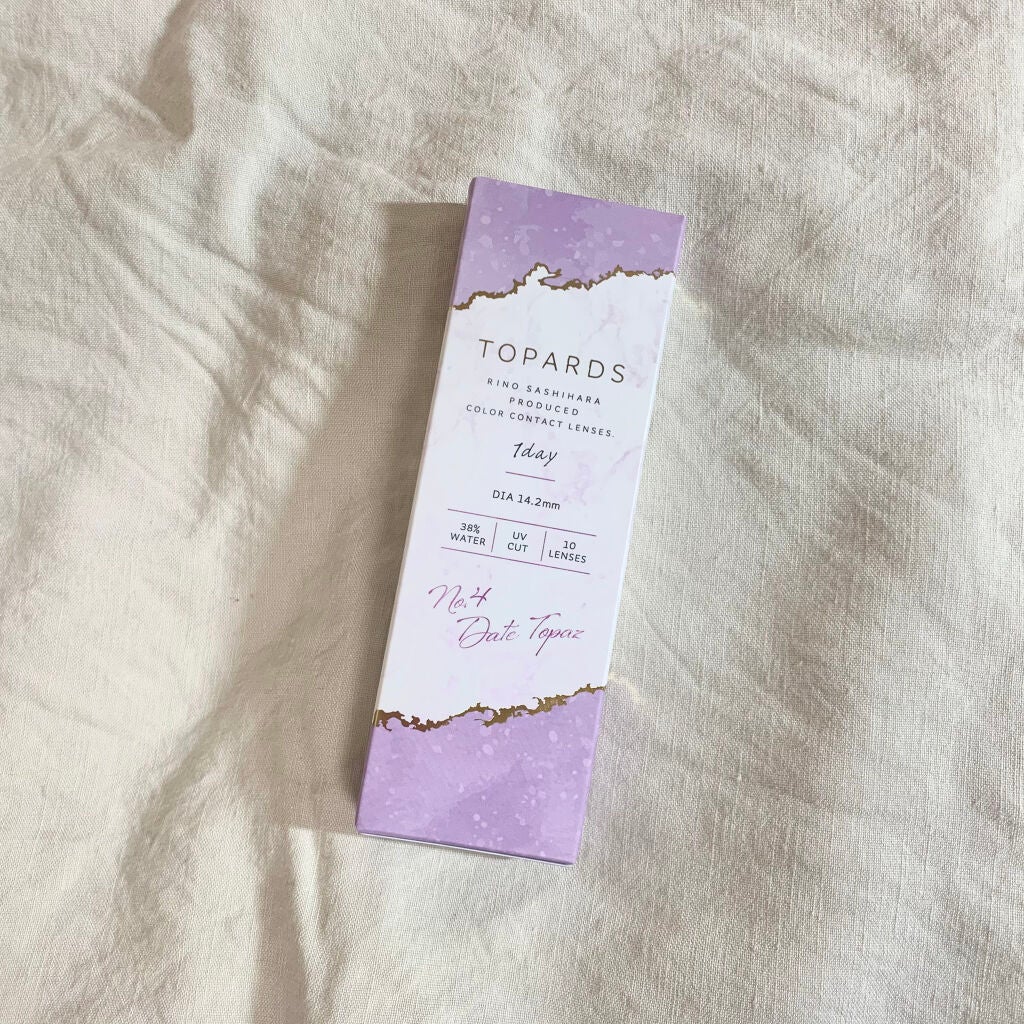 TOPARDS
RINO SASHIHARA
PRODUCED
COLOR CONTACT LENSES.
1day
DIA 14.2mm
38%
WATER
UV
CUT
10
LENSES
No.4
Date Topaz